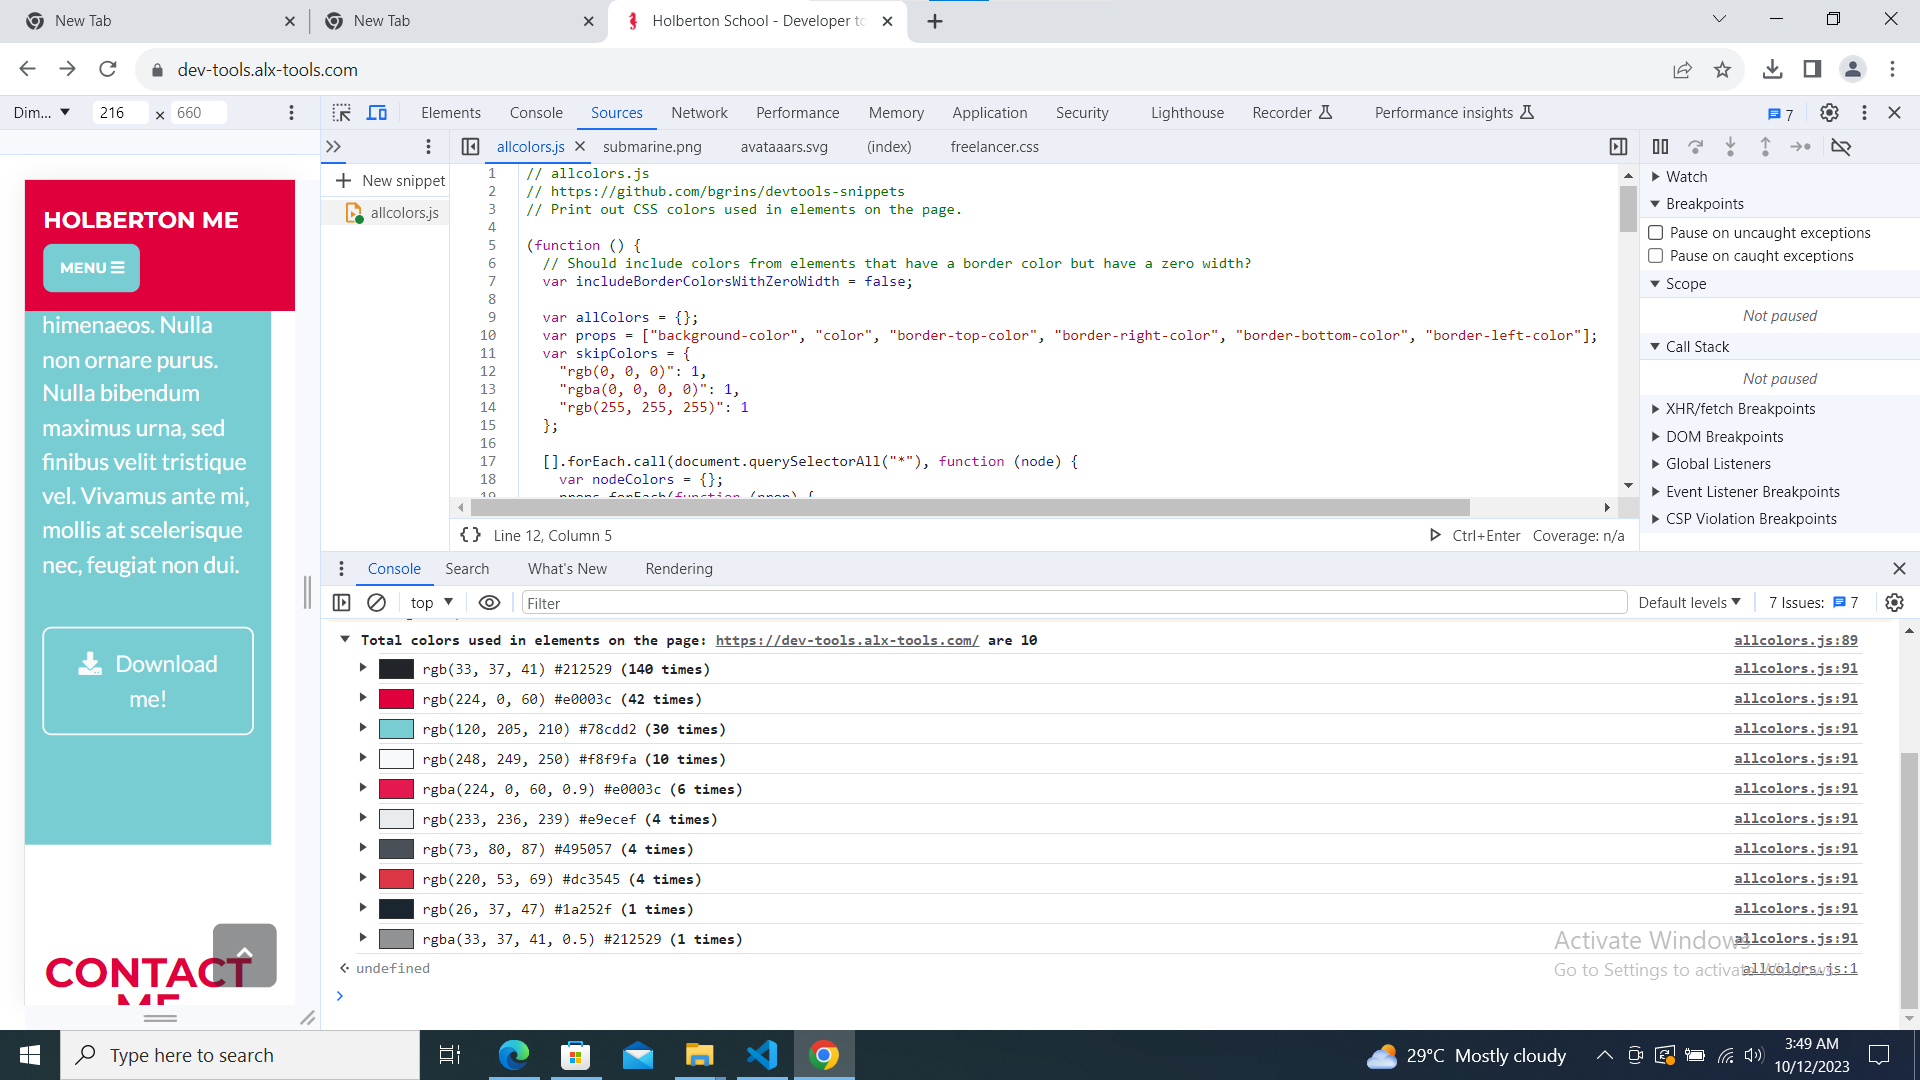 New Tab
New Tab
Holberton School - Developer to
dev-tools.alx-tools.com
Dim...
216 × 660
Elements Console Sources Network Performance Memory Application Security Lighthouse Recorder Performance insights
7
New snippet
allcolors.js
allcolors.js submarine.png avataaars.svg (index) freelancer.css
1 // allcolors.js
2 // https://github.com/bgrins/devtools-snippets
3 // Print out CSS colors used in elements on the page.
4
5 (function () {
6 // Should include colors from elements that have a border color but have a zero width?
7 var includeBorderColorsWithZeroWidth = false;
8
9 var allColors = {};
10 var props = ["background-color", "color", "border-top-color", "border-right-color", "border-bottom-color", "border-left-color"];
11 var skipColors = {
12 "rgb(0, 0, 0)": 1,
13 "rgba(0, 0, 0, 0)": 1,
14 "rgb(255, 255, 255)": 1
15 };
16
17 [].forEach.call(document.querySelectorAll("*"), function (node) {
18 var nodeColors = {};
19 props.forEach(function (prop) {
{} Line 12, Column 5
Ctrl+Enter Coverage: n/a
Watch
Breakpoints
Pause on uncaught exceptions
Pause on caught exceptions
Scope
Not paused
Call Stack
Not paused
XHR/fetch Breakpoints
DOM Breakpoints
Global Listeners
Event Listener Breakpoints
CSP Violation Breakpoints
HOLBERTON ME
MENU
himenaeos. Nulla
non ornare purus.
Nulla bibendum
maximus urna, sed
finibus velit tristique
vel. Vivamus ante mi,
mollis at scelerisque
nec, feugiat non dui.
Download
me!
CONTACT
ME
Console Search What's New Rendering
top
Filter
Default levels
7 Issues: 7
Total colors used in elements on the page: https://dev-tools.alx-tools.com/ are 10 allcolors.js:89
rgb(33, 37, 41) #212529 (140 times) allcolors.js:91
rgb(224, 0, 60) #e0003c (42 times) allcolors.js:91
rgb(120, 205, 210) #78cdd2 (30 times) allcolors.js:91
rgb(248, 249, 250) #f8f9fa (10 times) allcolors.js:91
rgba(224, 0, 60, 0.9) #e0003c (6 times) allcolors.js:91
rgb(233, 236, 239) #e9ecef (4 times) allcolors.js:91
rgb(73, 80, 87) #495057 (4 times) allcolors.js:91
rgb(220, 53, 69) #dc3545 (4 times) allcolors.js:91
rgb(26, 37, 47) #1a252f (1 times) allcolors.js:91
rgba(33, 37, 41, 0.5) #212529 (1 times) allcolors.js:91
undefined allcolors.js:1
Activate Windows
Go to Settings to activate Windows.
Type here to search
29°C Mostly cloudy
3:49 AM
10/12/2023